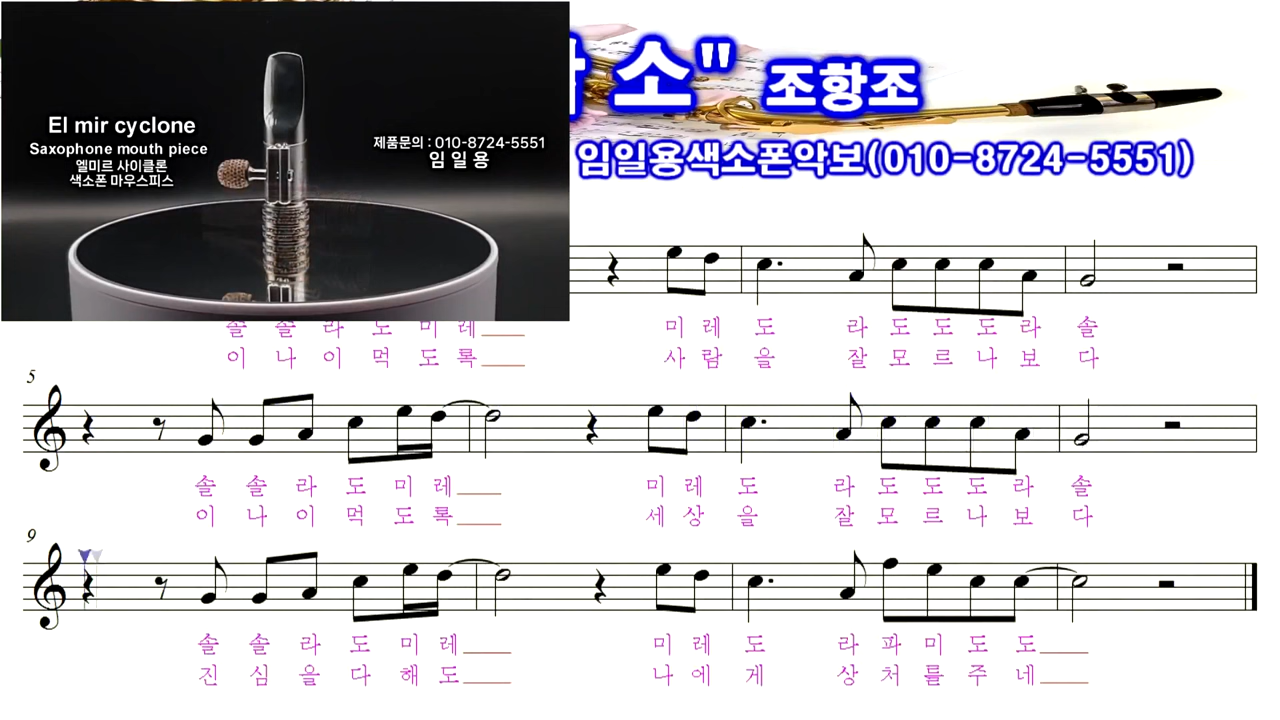 소" 조항조
임일용색소폰악보(010-8724-5551)
El mir cyclone
Saxophone mouth piece
엘미르 사이클론
색소폰 마우스피스
제품문의 : 010-8724-5551
임 일 용
솔 솔 라 도 미 레 미 레 도 라 도 도 도 라 솔
이 나 이 먹 도 록 사 람 을 잘 모 르 나 보 다
5
솔 솔 라 도 미 레 미 레 도 라 도 도 도 라 솔
이 나 이 먹 도 록 세 상 을 잘 모 르 나 보 다
9
솔 솔 라 도 미 레 미 레 도 라 파 미 도 도
진 심 을 다 해 도 나 에 게 상 처 를 주 네